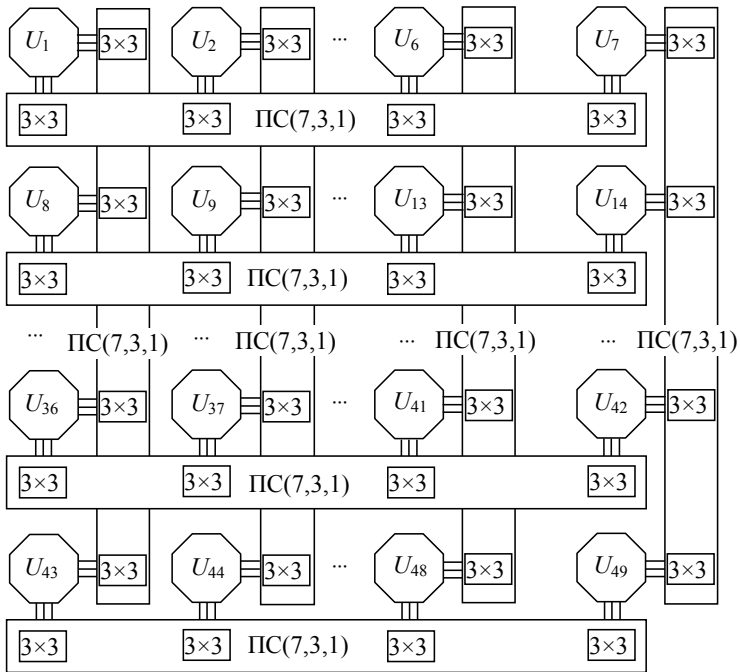 U1 3×3 U2 3×3 ... U6 3×3 U7 3×3
3×3 3×3 ПС(7,3,1) 3×3 3×3
U8 3×3 U9 3×3 ... U13 3×3 U14 3×3
3×3 3×3 ПС(7,3,1) 3×3 3×3
... ПС(7,3,1) ... ПС(7,3,1) ... ПС(7,3,1) ... ПС(7,3,1)
U36 3×3 U37 3×3 ... U41 3×3 U42 3×3
3×3 3×3 ПС(7,3,1) 3×3 3×3
U43 3×3 U44 3×3 ... U48 3×3 U49 3×3
3×3 3×3 ПС(7,3,1) 3×3 3×3